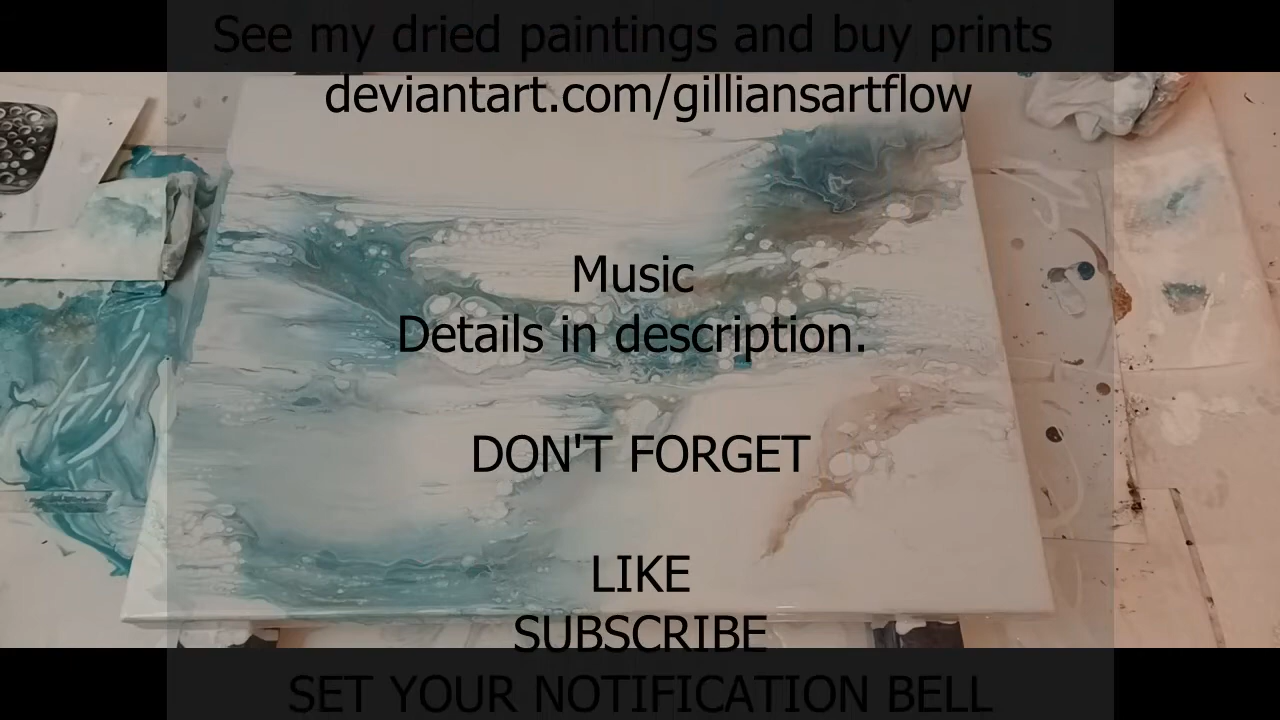 See my dried paintings and buy prints
deviantart.com/gilliansartflow
Music
Details in description.
DON'T FORGET
LIKE
SUBSCRIBE
SET YOUR NOTIFICATION BELL